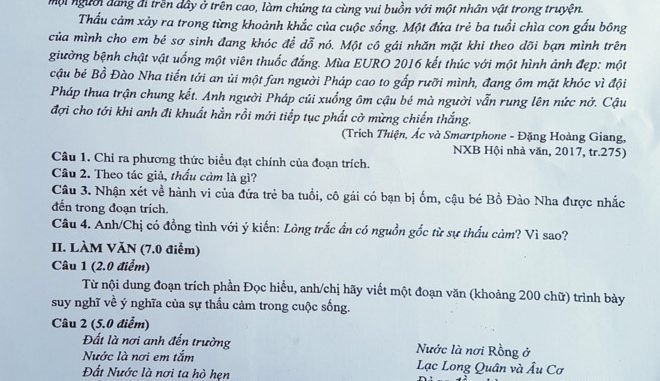 một người đang đi trên dây ở trên cao, làm chúng ta cùng vui buồn với một nhân vật trong truyện.
Thấu cảm xảy ra trong từng khoảnh khắc của cuộc sống. Một đứa trẻ ba tuổi chìa con gấu bông
của mình cho em bé sơ sinh đang khóc để dỗ nó. Một cô gái nhăn mặt khi theo dõi bạn mình trên
giường bệnh chật vật uống một viên thuốc đắng. Mùa EURO 2016 kết thúc với một hình ảnh đẹp: một
cậu bé Bồ Đào Nha tiến tới an ủi một fan người Pháp cao to gấp rưỡi mình, đang ôm mặt khóc vì đội
Pháp thua trận chung kết. Anh người Pháp cúi xuống ôm cậu bé mà người vẫn rung lên nức nở. Cậu
đợi cho tới khi anh đi khuất hẳn rồi mới tiếp tục phất cờ mừng chiến thắng.
(Trích Thiện, Ác và Smartphone - Đặng Hoàng Giang,
NXB Hội nhà văn, 2017, tr.275)
Câu 1. Chỉ ra phương thức biểu đạt chính của đoạn trích.
Câu 2. Theo tác giả, thấu cảm là gì?
Câu 3. Nhận xét về hành vi của đứa trẻ ba tuổi, cô gái có bạn bị ốm, cậu bé Bồ Đào Nha được nhắc
đến trong đoạn trích.
Câu 4. Anh/Chị có đồng tình với ý kiến: Lòng trắc ẩn có nguồn gốc từ sự thấu cảm? Vì sao?
II. LÀM VĂN (7.0 điểm)
Câu 1 (2.0 điểm)
Từ nội dung đoạn trích phần Đọc hiểu, anh/chị hãy viết một đoạn văn (khoảng 200 chữ) trình bày
suy nghĩ về ý nghĩa của sự thấu cảm trong cuộc sống.
Câu 2 (5.0 điểm)
Đất là nơi anh đến trường
Nước là nơi em tắm
Đất Nước là nơi ta hò hẹn
Nước là nơi Rồng ở
Lạc Long Quân và Âu Cơ